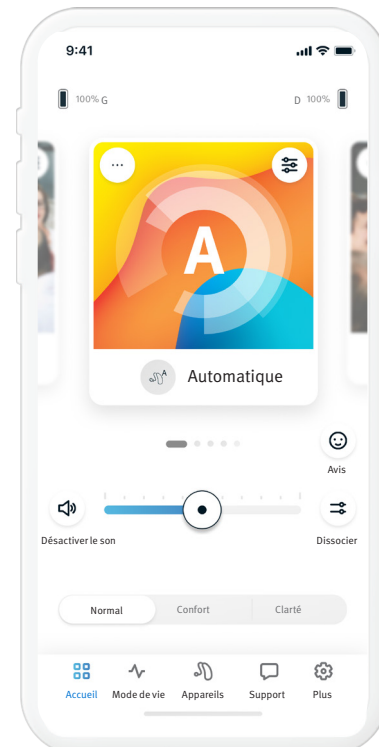 9:41
100% G
D 100%
...
A
A
Automatique
Avis
Désactiver le son
Dissocier
Normal
Confort
Clarté
Accueil
Mode de vie
Appareils
Support
Plus